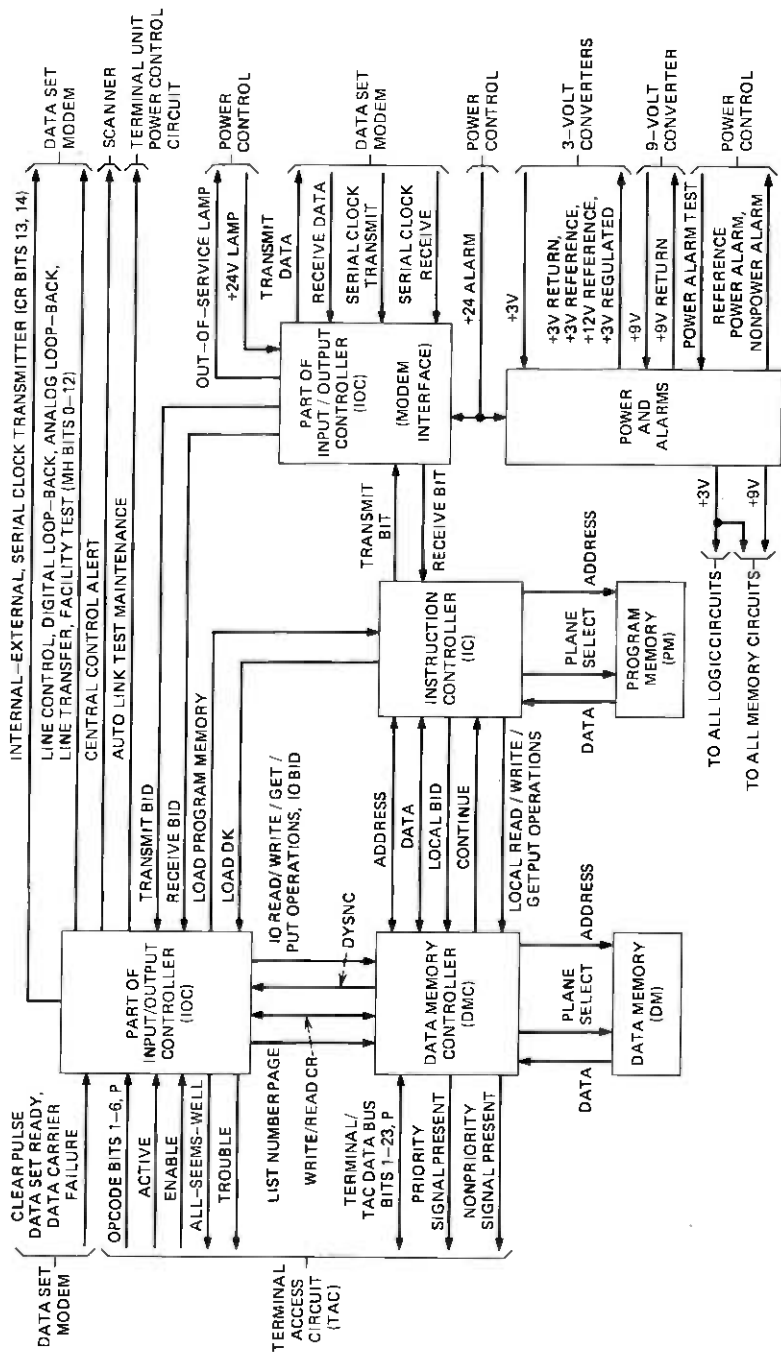 INTERNAL–EXTERNAL, SERIAL CLOCK TRANSMITTER (CR BITS 13, 14)
LINE CONTROL, DIGITAL LOOP–BACK, ANALOG LOOP–BACK,
LINE TRANSFER, FACILITY TEST (MH BITS 0–12)
CENTRAL CONTROL ALERT
AUTO LINK TEST MAINTENANCE
DATA SET
MODEM
SCANNER
TERMINAL UNIT
POWER CONTROL
CIRCUIT
CLEAR PULSE
DATA SET READY,
DATA CARRIER
FAILURE
DATA SET
MODEM
OPCODE BITS 1–6, P
ACTIVE
ENABLE
ALL–SEEMS–WELL
TROUBLE
PART OF
INPUT/OUTPUT
CONTROLLER
(IOC)
TRANSMIT BID
RECEIVE BID
LOAD PROGRAM MEMORY
LOAD DK
OUT–OF–SERVICE LAMP
+24V LAMP
POWER
CONTROL
PART OF
INPUT / OUTPUT
CONTROLLER
(IOC)
(MODEM
INTERFACE)
TRANSMIT
DATA
RECEIVE DATA
SERIAL CLOCK
TRANSMIT
SERIAL CLOCK
RECEIVE
DATA SET
MODEM
LIST NUMBER PAGE
WRITE/READ CR
DYSNC
IO READ/ WRITE / GET /
PUT OPERATIONS, IO BID
TRANSMIT
BIT
RECEIVE BIT
+24 ALARM
POWER
CONTROL
TERMINAL
ACCESS
CIRCUIT
(TAC)
TERMINAL/
TAC DATA BUS
BITS 1–23, P
PRIORITY
SIGNAL PRESENT
NONPRIORITY
SIGNAL PRESENT
DATA MEMORY
CONTROLLER
(DMC)
ADDRESS
DATA
LOCAL BID
CONTINUE
LOCAL READ / WRITE /
GETPUT OPERATIONS
INSTRUCTION
CONTROLLER
(IC)
POWER
AND
ALARMS
+3V
+3V RETURN,
+3V REFERENCE,
+12V REFERENCE,
+3V REGULATED
3–VOLT
CONVERTERS
+9V
+9V RETURN
9–VOLT
CONVERTER
POWER ALARM TEST
REFERENCE
POWER ALARM,
NONPOWER ALARM
POWER
CONTROL
DATA
PLANE
SELECT
ADDRESS
DATA MEMORY
(DM)
DATA
PLANE
SELECT
ADDRESS
PROGRAM
MEMORY
(PM)
+3V
+9V
TO ALL LOGIC CIRCUITS
TO ALL MEMORY CIRCUITS